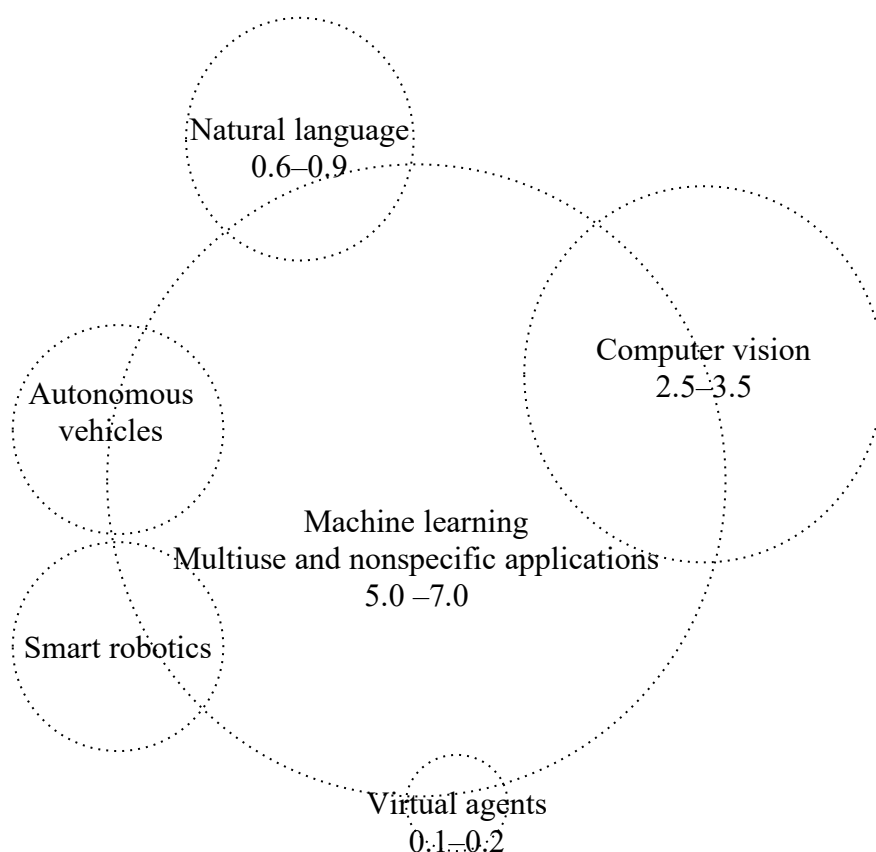 Natural language
0.6–0.9
Computer vision
2.5–3.5
Autonomous
vehicles
Machine learning
Multiuse and nonspecific applications
5.0 –7.0
Smart robotics
Virtual agents
0.1–0.2